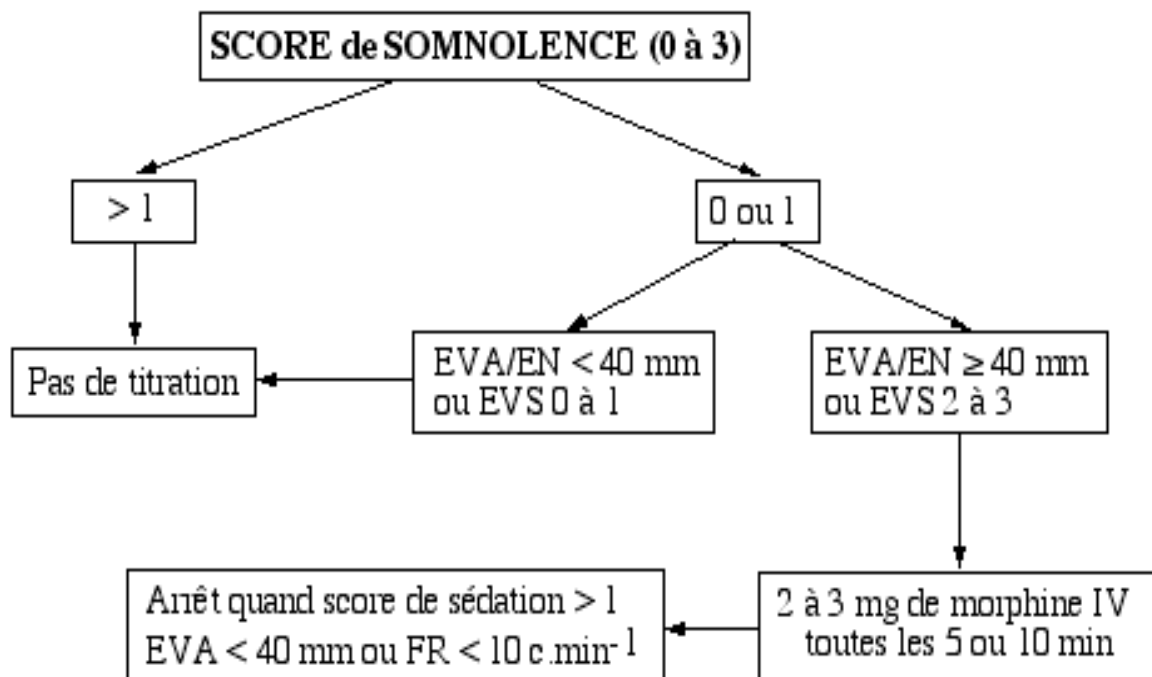 SCORE de SOMNOLENCE (0 à 3)
> 1
0 ou 1
Pas de titration
EVA/EN < 40 mm
ou EVS 0 à 1
EVA/EN ≥ 40 mm
ou EVS 2 à 3
Arrêt quand score de sédation > 1
EVA < 40 mm ou FR < 10 c.min⁻¹
2 à 3 mg de morphine IV
toutes les 5 ou 10 min